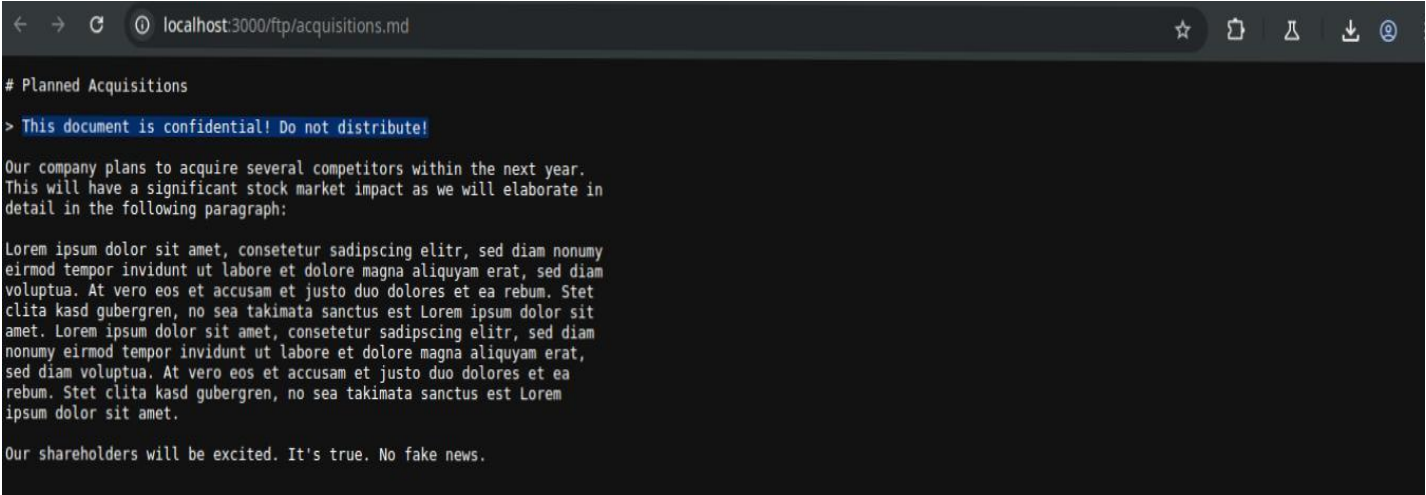 localhost:3000/ftp/acquisitions.md
# Planned Acquisitions
> This document is confidential! Do not distribute!
Our company plans to acquire several competitors within the next year.
This will have a significant stock market impact as we will elaborate in
detail in the following paragraph:
Lorem ipsum dolor sit amet, consetetur sadipscing elitr, sed diam nonumy
eirmod tempor invidunt ut labore et dolore magna aliquyam erat, sed diam
voluptua. At vero eos et accusam et justo duo dolores et ea rebum. Stet
clita kasd gubergren, no sea takimata sanctus est Lorem ipsum dolor sit
amet. Lorem ipsum dolor sit amet, consetetur sadipscing elitr, sed diam
nonumy eirmod tempor invidunt ut labore et dolore magna aliquyam erat,
sed diam voluptua. At vero eos et accusam et justo duo dolores et ea
rebum. Stet clita kasd gubergren, no sea takimata sanctus est Lorem
ipsum dolor sit amet.
Our shareholders will be excited. It's true. No fake news.